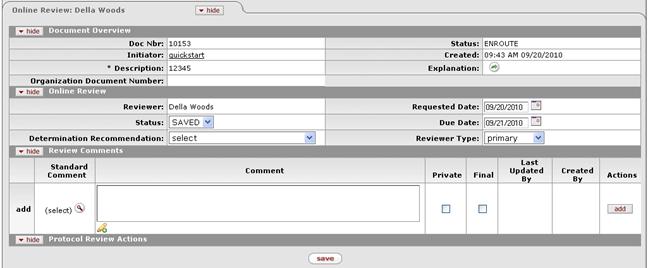 Online Review: Della Woods hide
hide Document Overview
Doc Nbr: 10153 Status: ENROUTE
Initiator: quickstart Created: 09:43 AM 09/20/2010
* Description: 12345 Explanation:
Organization Document Number:
hide Online Review
Reviewer: Della Woods Requested Date: 09/20/2010
Status: SAVED Due Date: 09/21/2010
Determination Recommendation: select Reviewer Type: primary
hide Review Comments
Standard Comment Comment Private Final Last Updated By Created By Actions
add (select) add
hide Protocol Review Actions
save